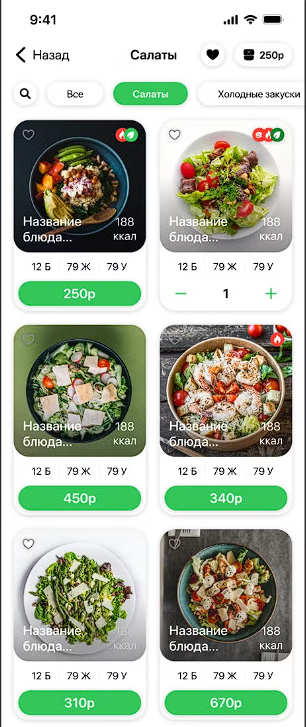 9:41
Назад
Салаты
250р
Все
Салаты
Холодные закуски
Название
блюда...
188
ккал
12 Б 79 Ж 79 У
250р
Название
блюда...
188
ккал
12 Б 79 Ж 79 У
− 1 +
Название
блюда...
188
ккал
12 Б 79 Ж 79 У
450р
Название
блюда...
188
ккал
12 Б 79 Ж 79 У
340р
Название
блюда...
188
ккал
12 Б 79 Ж 79 У
310р
Название
блюда...
188
ккал
12 Б 79 Ж 79 У
670р